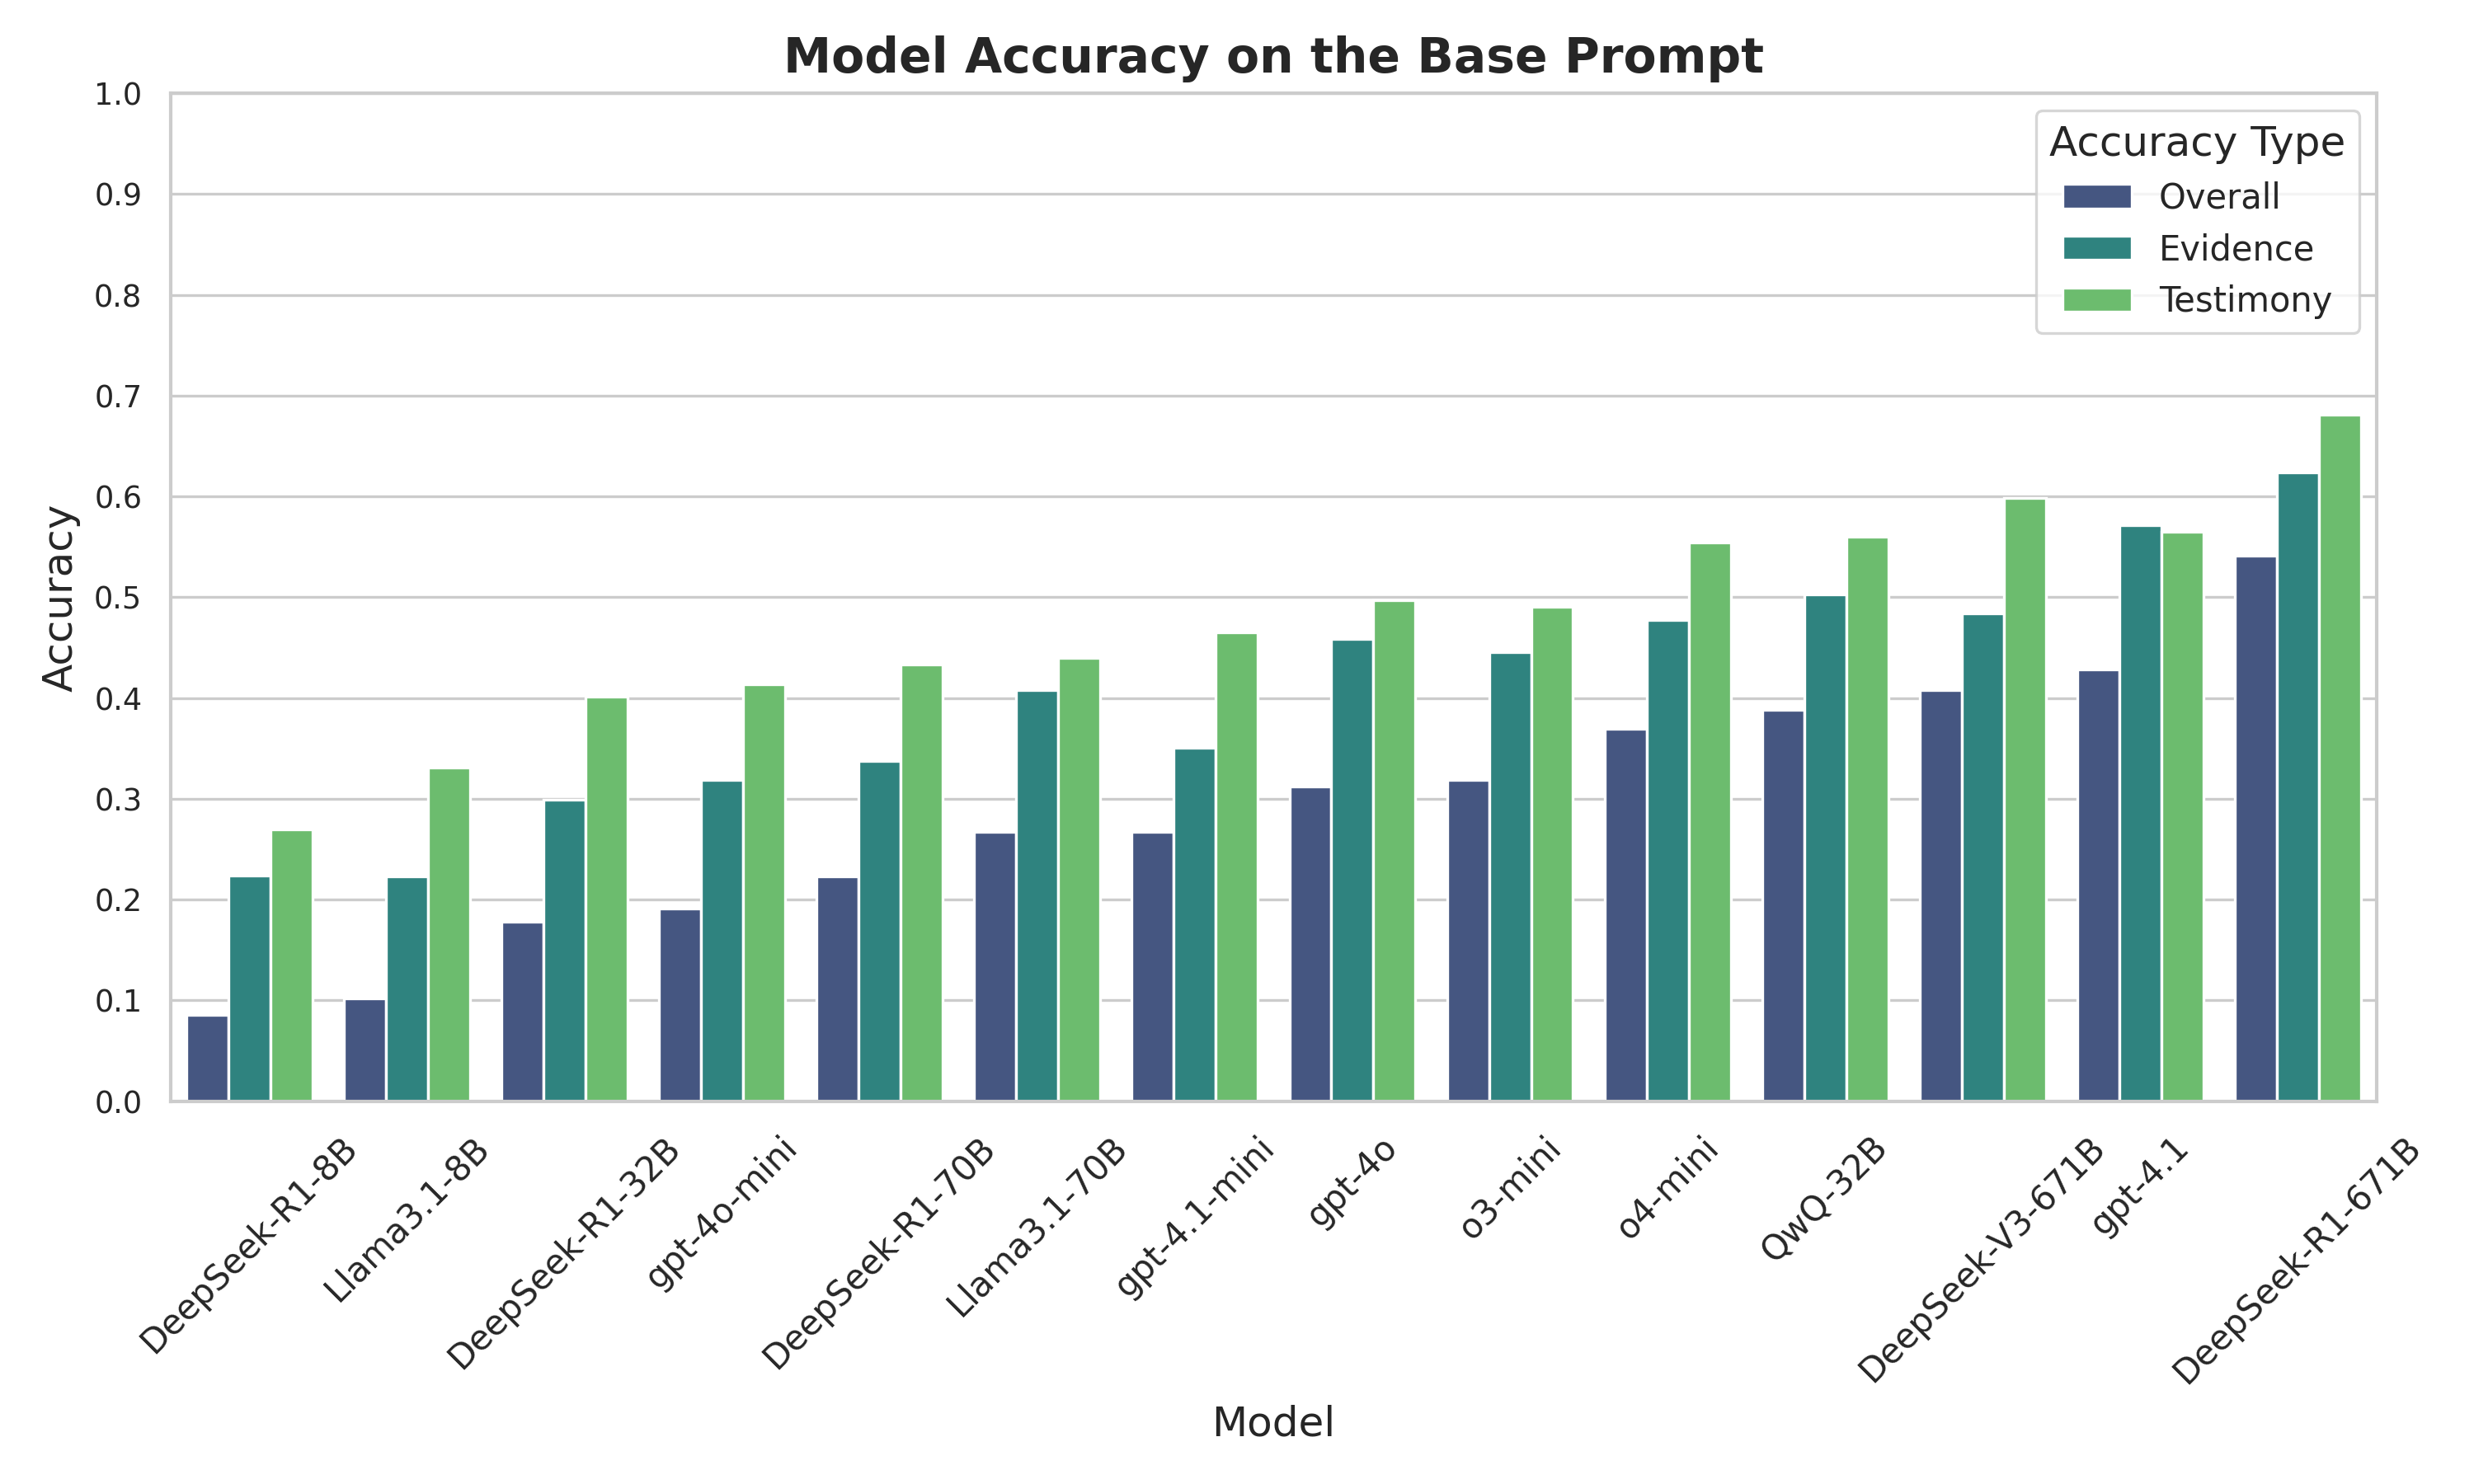 Model Accuracy on the Base Prompt
1.0
0.9
0.8
0.7
0.6
0.5
0.4
0.3
0.2
0.1
0.0
Accuracy
Accuracy Type
Overall
Evidence
Testimony
DeepSeek-R1-8B
Llama3.1-8B
DeepSeek-R1-32B
gpt-4o-mini
DeepSeek-R1-70B
Llama3.1-70B
gpt-4.1-mini
gpt-4o
o3-mini
o4-mini
QwQ-32B
DeepSeek-V3-671B
gpt-4.1
DeepSeek-R1-671B
Model